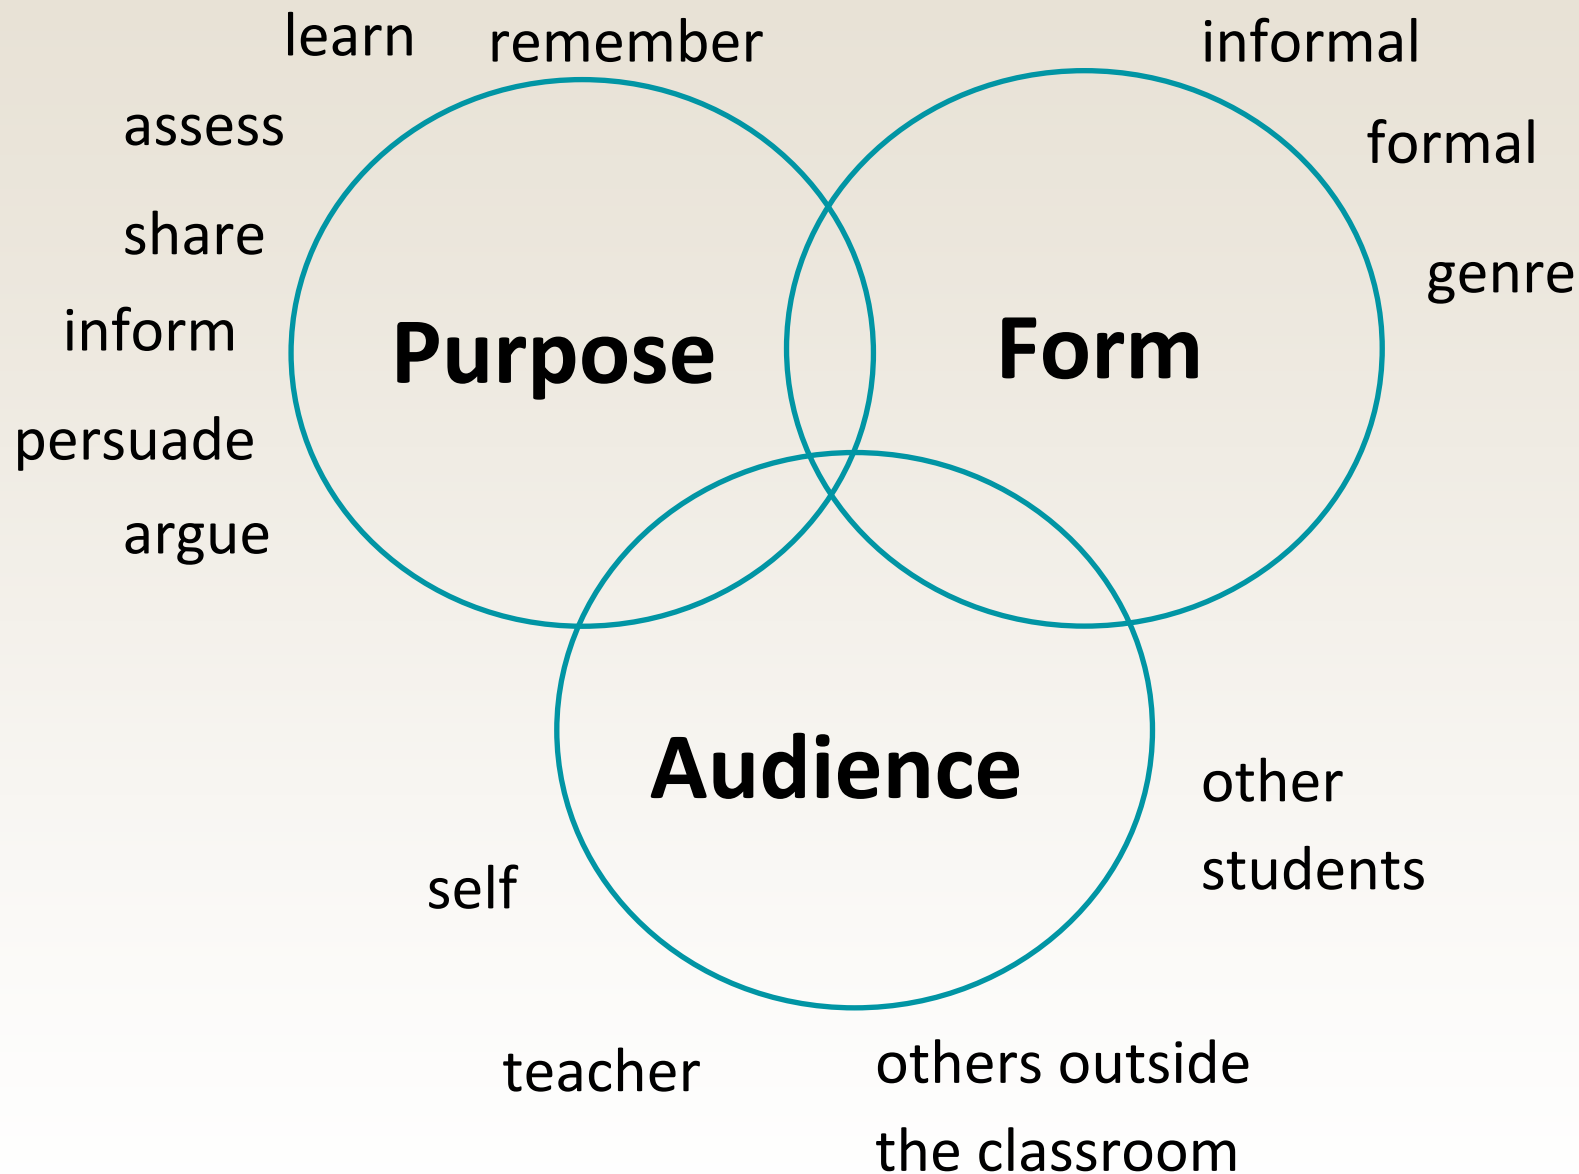 learn
remember
informal
assess
formal
share
genre
inform
Purpose
Form
persuade
argue
Audience
other
students
self
teacher
others outside
the classroom